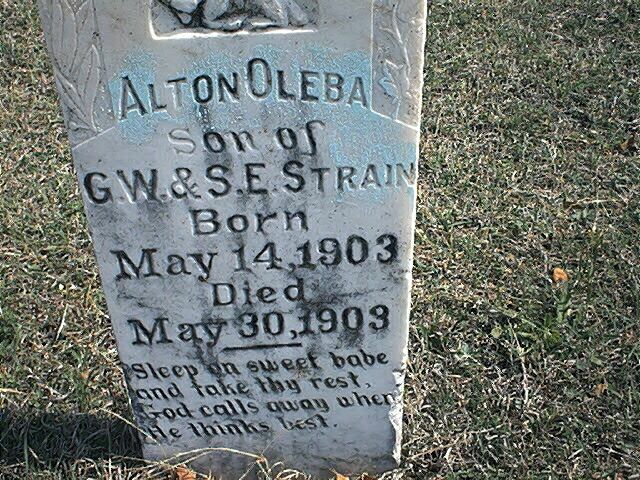 Alton Oleba
Son of
G.W. & S.E. Strain
Born
May 14, 1903
Died
May 30, 1903
Sleep on sweet babe
and take thy rest,
God calls away when
He thinks best.